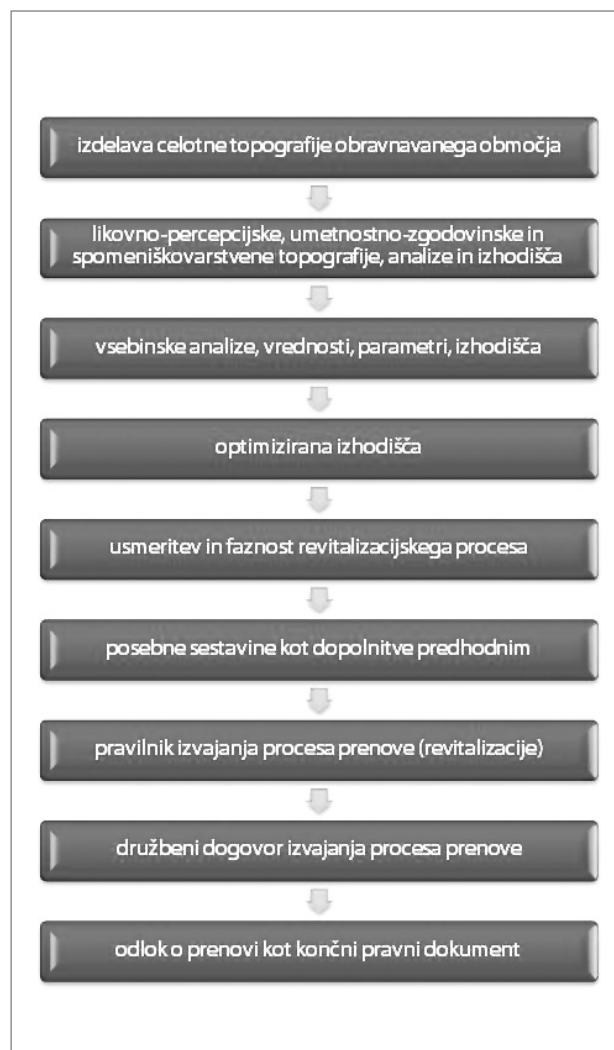 izdelava celotne topografije obravnavanega območja
likovno-percepcijske, umetnostno-zgodovinske in
spomeniškovarstvene topografije, analize in izhodišča
vsebinske analize, vrednosti, parametri, izhodišča
optimizirana izhodišča
usmeritev in faznost revitalizacijskega procesa
posebne sestavine kot dopolnitve predhodnim
pravilnik izvajanja procesa prenove (revitalizacije)
družbeni dogovor izvajanja procesa prenove
odlok o prenovi kot končni pravni dokument